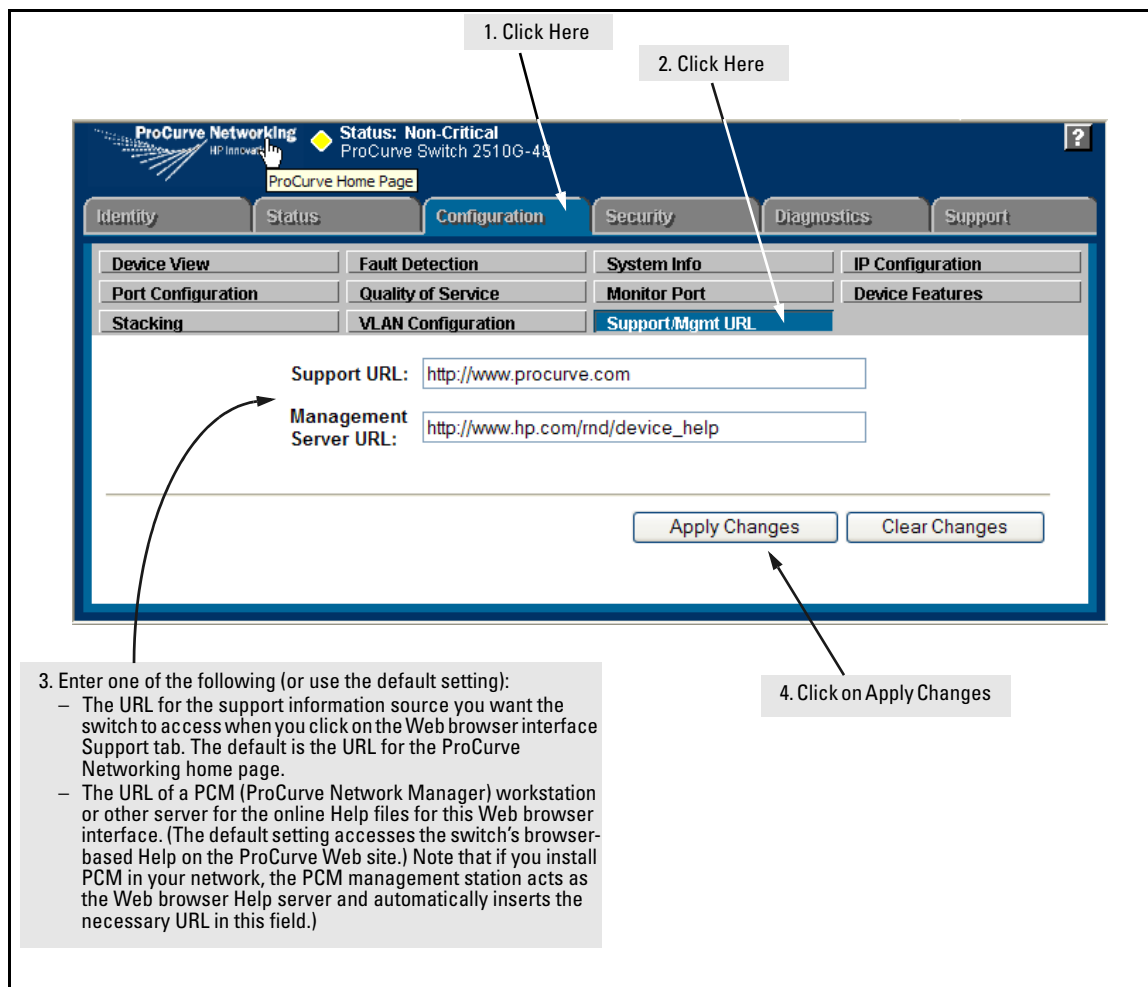 1. Click Here
2. Click Here
ProCurve Networking
HP Innovati
Status: Non-Critical
ProCurve Switch 2510G-48
?
ProCurve Home Page
Identity
Status
Configuration
Security
Diagnostics
Support
Device View
Fault Detection
System Info
IP Configuration
Port Configuration
Quality of Service
Monitor Port
Device Features
Stacking
VLAN Configuration
Support/Mgmt URL
Support URL:
http://www.procurve.com
Management
Server URL:
http://www.hp.com/rnd/device_help
Apply Changes
Clear Changes
3. Enter one of the following (or use the default setting):
– The URL for the support information source you want the
switch to access when you click on the Web browser interface
Support tab. The default is the URL for the ProCurve
Networking home page.
– The URL of a PCM (ProCurve Network Manager) workstation
or other server for the online Help files for this Web browser
interface. (The default setting accesses the switch's browser-
based Help on the ProCurve Web site.) Note that if you install
PCM in your network, the PCM management station acts as
the Web browser Help server and automatically inserts the
necessary URL in this field.)
4. Click on Apply Changes